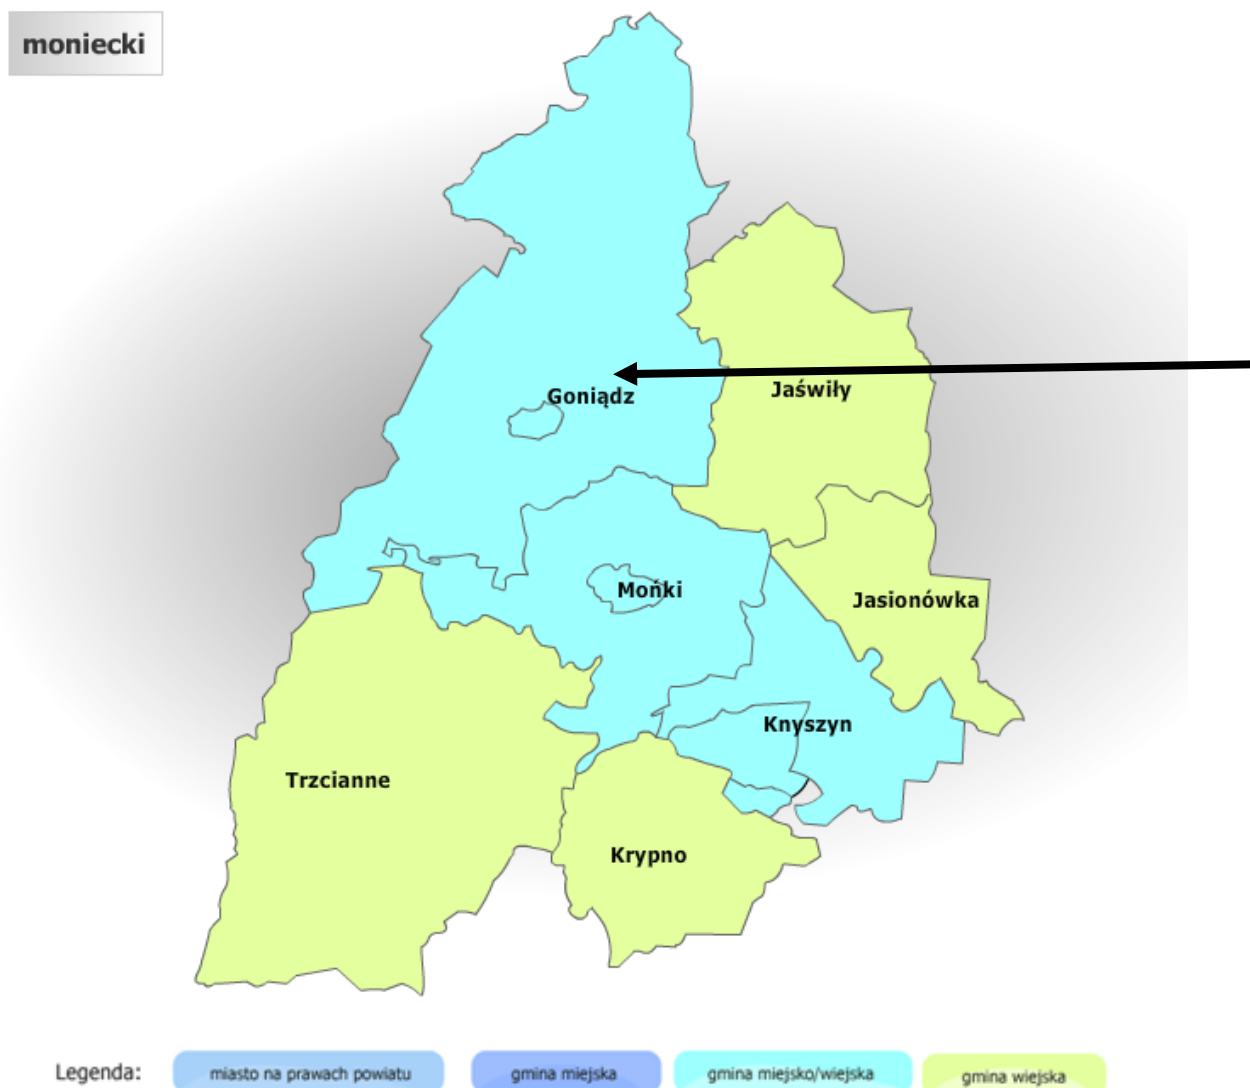 moniecki
Goniądz
Jaświły
Mońki
Jasionówka
Knyszyn
Trzcianne
Krypno
Legenda:
miasto na prawach powiatu
gmina miejska
gmina miejsko/wiejska
gmina wiejska